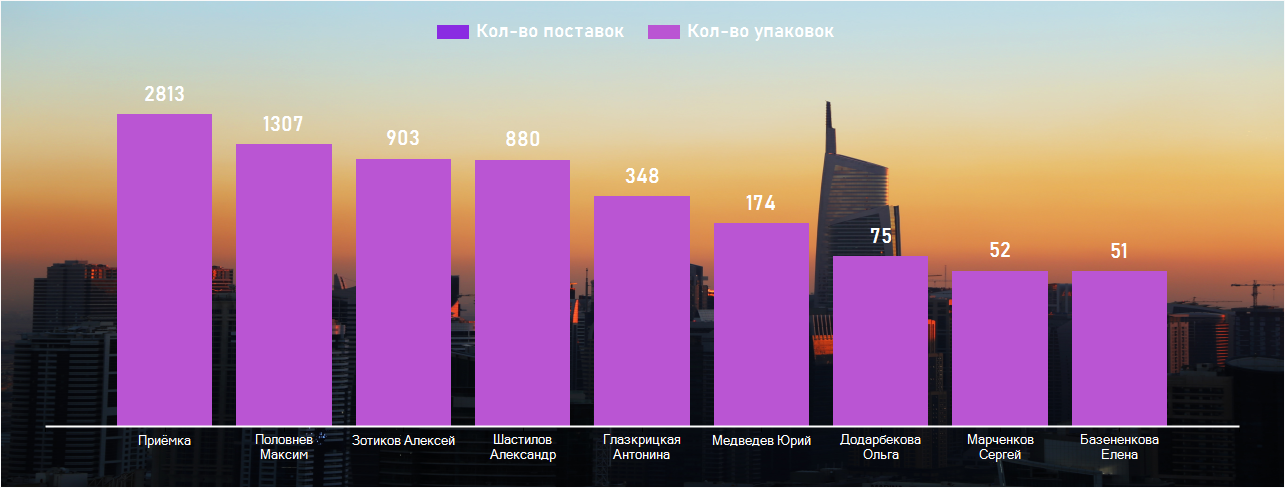 Кол-во поставок Кол-во упаковок
2813
1307
903
880
348
174
75
52
51
Приёмка
Половнев
Максим
Зотиков Алексей
Шастилов
Александр
Глазкрицкая
Антонина
Медведев Юрий
Додарбекова
Ольга
Марченков
Сергей
Базененкова
Елена